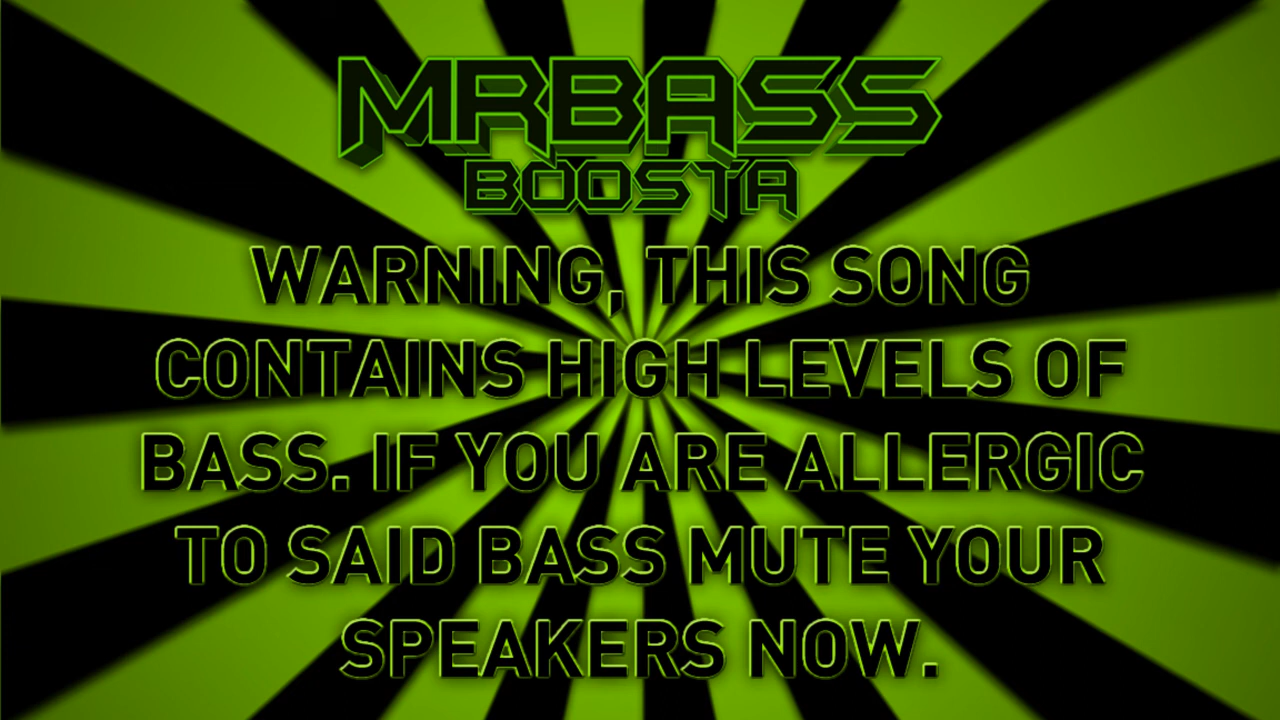 MRBASS
BOOSTA
WARNING, THIS SONG
CONTAINS HIGH LEVELS OF
BASS. IF YOU ARE ALLERGIC
TO SAID BASS MUTE YOUR
SPEAKERS NOW.